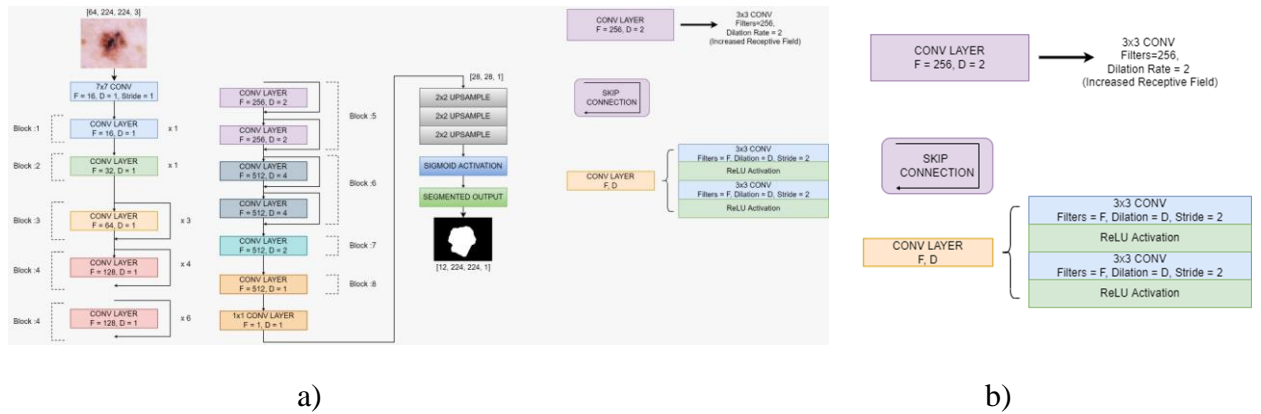 [64, 224, 224, 3]
7x7 CONV
F = 16, D = 1, Stride = 1
Block :1
CONV LAYER
F = 16, D = 1
x 1
Block :2
CONV LAYER
F = 32, D = 1
x 1
Block :3
CONV LAYER
F = 64, D = 1
x 3
Block :4
CONV LAYER
F = 128, D = 1
x 4
Block :4
CONV LAYER
F = 128, D = 1
x 6
CONV LAYER
F = 256, D = 2
Block :5
CONV LAYER
F = 256, D = 2
CONV LAYER
F = 512, D = 4
Block :6
CONV LAYER
F = 512, D = 4
CONV LAYER
F = 512, D = 2
Block :7
CONV LAYER
F = 512, D = 1
Block :8
1x1 CONV LAYER
F = 1, D = 1
[28, 28, 1]
2x2 UPSAMPLE
2x2 UPSAMPLE
2x2 UPSAMPLE
SIGMOID ACTIVATION
SEGMENTED OUTPUT
[12, 224, 224, 1]
CONV LAYER
F = 256, D = 2
3x3 CONV
Filters=256,
Dilation Rate = 2
(Increased Receptive Field)
SKIP
CONNECTION
CONV LAYER
F, D
3x3 CONV
Filters = F, Dilation = D, Stride = 2
ReLU Activation
3x3 CONV
Filters = F, Dilation = D, Stride = 2
ReLU Activation
a)
CONV LAYER
F = 256, D = 2
3x3 CONV
Filters=256,
Dilation Rate = 2
(Increased Receptive Field)
SKIP
CONNECTION
CONV LAYER
F, D
3x3 CONV
Filters = F, Dilation = D, Stride = 2
ReLU Activation
3x3 CONV
Filters = F, Dilation = D, Stride = 2
ReLU Activation
b)